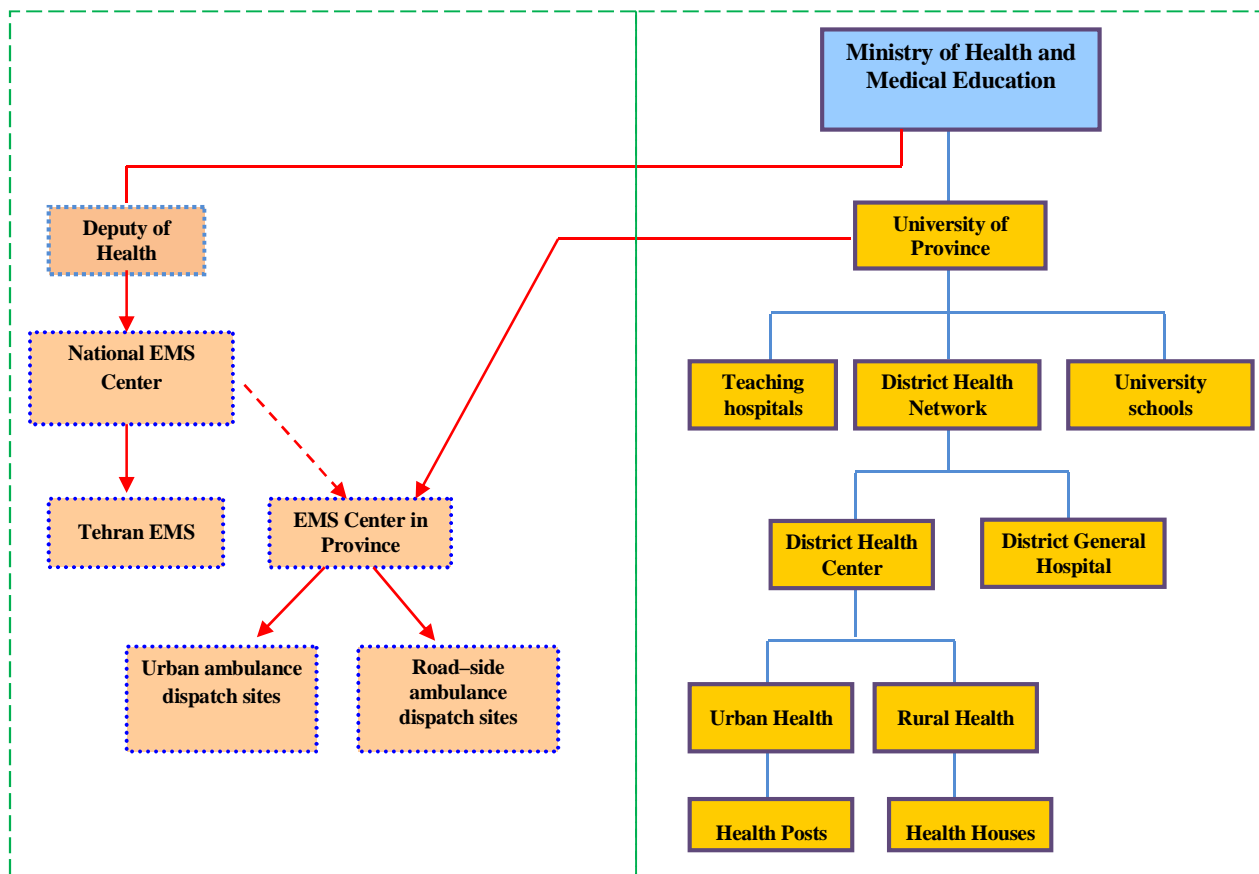 Ministry of Health and
Medical Education
Deputy of
Health
University of
Province
National EMS
Center
Teaching
hospitals
District Health
Network
University
schools
Tehran EMS
EMS Center in
Province
District Health
Center
District General
Hospital
Urban ambulance
dispatch sites
Road–side
ambulance
dispatch sites
Urban Health
Rural Health
Health Posts
Health Houses